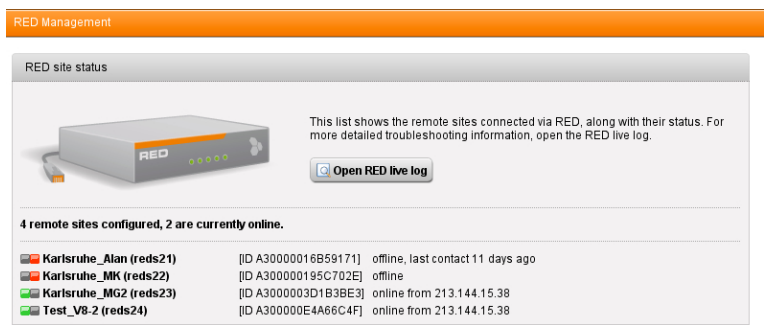 RED Management
RED site status
This list shows the remote sites connected via RED, along with their status. For
more detailed troubleshooting information, open the RED live log.
RED
Open RED live log
4 remote sites configured, 2 are currently online.
Karlsruhe_Alan (reds21) [ID A30000016B59171] offline, last contact 11 days ago
Karlsruhe_MK (reds22) [ID A30000195C702E] offline
Karlsruhe_MG2 (reds23) [ID A3000003D1B3BE3] online from 213.144.15.38
Test_V8-2 (reds24) [ID A300000E4A66C4F] online from 213.144.15.38